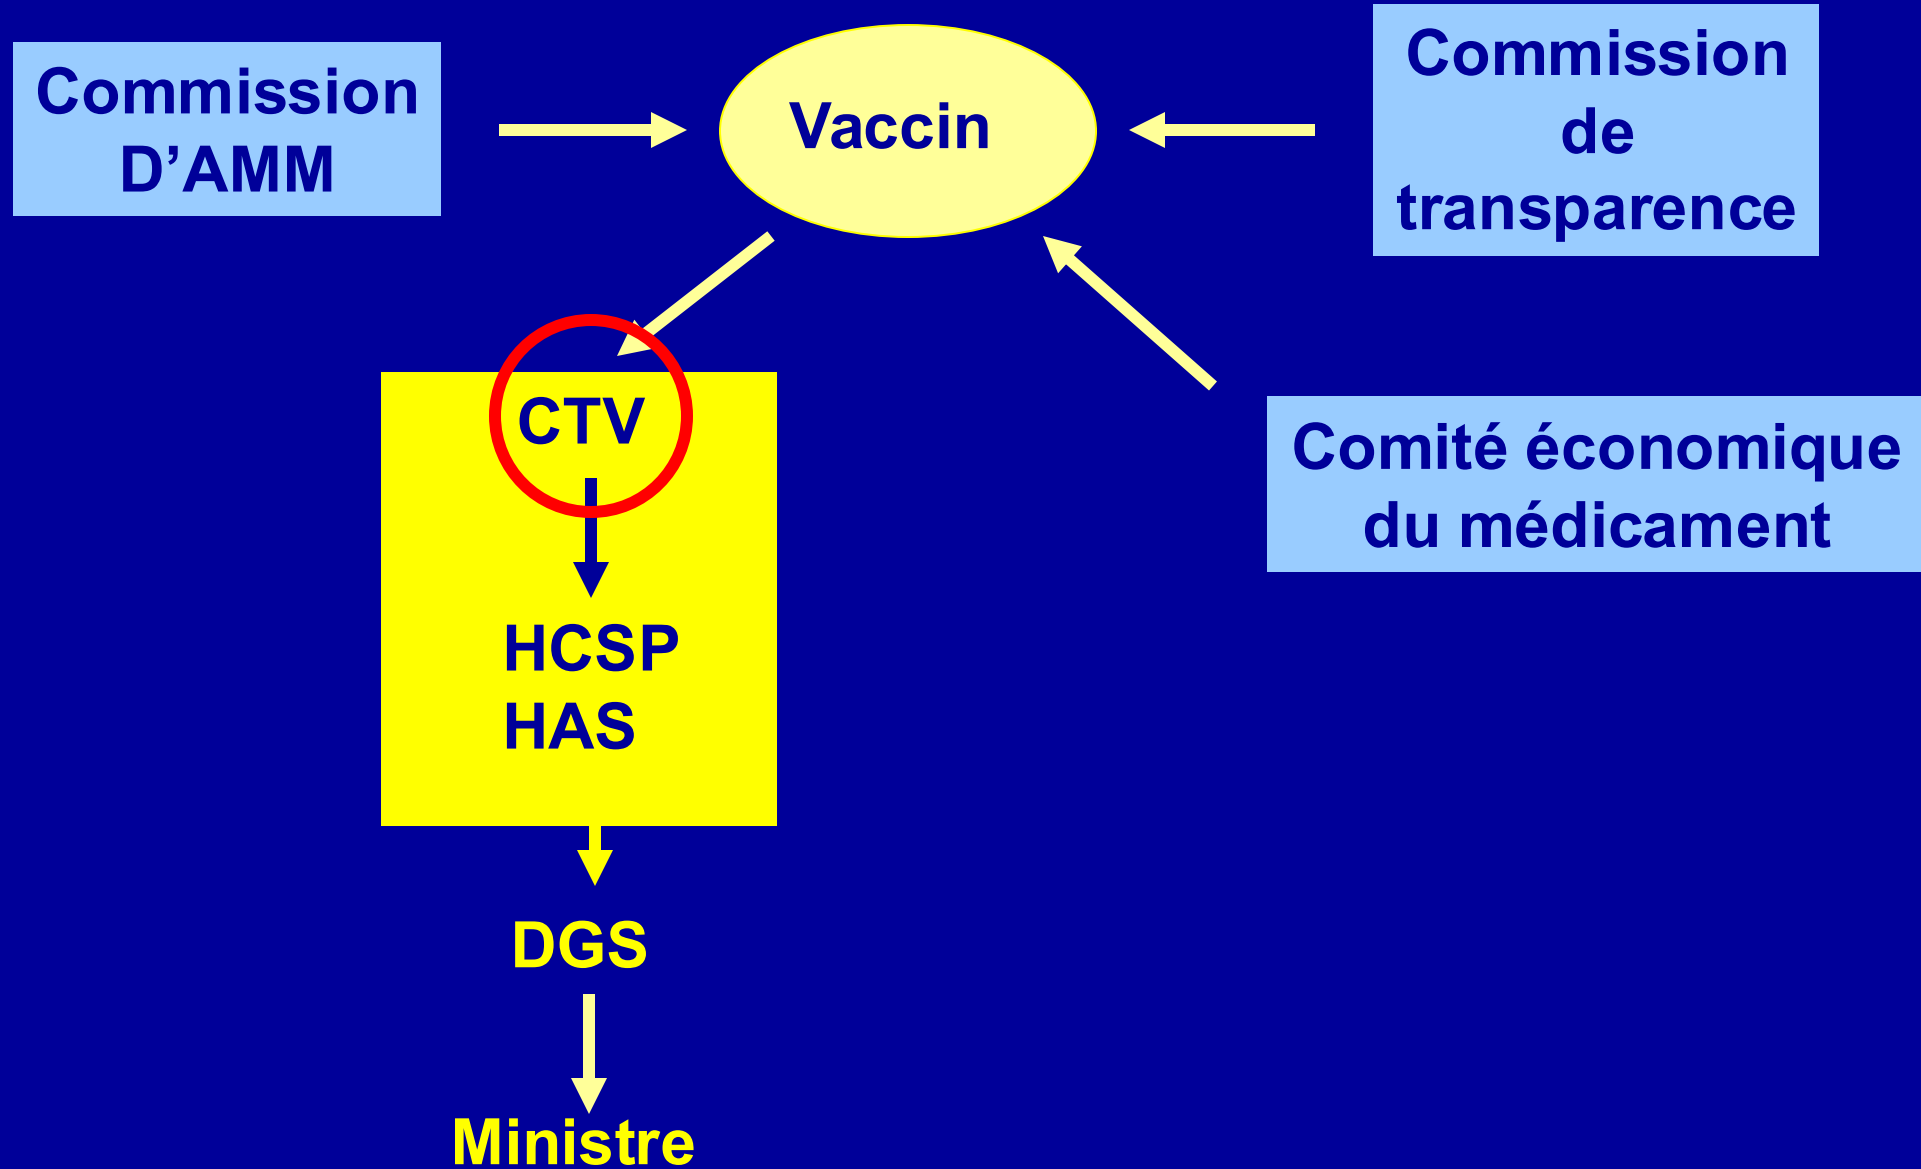 Commission
D’AMM
Vaccin
Commission
de
transparence
CTV
Comité économique
du médicament
HCSP
HAS
DGS
Ministre